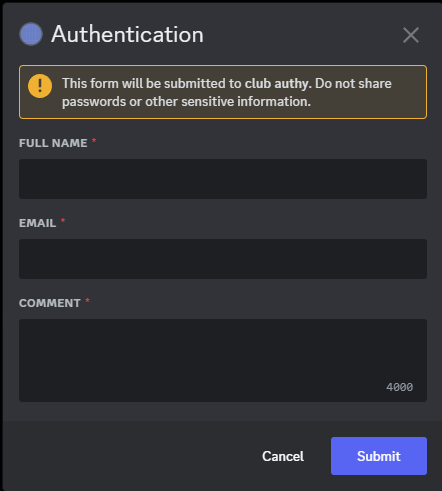 Authentication
This form will be submitted to club authy. Do not share
passwords or other sensitive information.
FULL NAME *
EMAIL *
COMMENT *
4000
Cancel
Submit